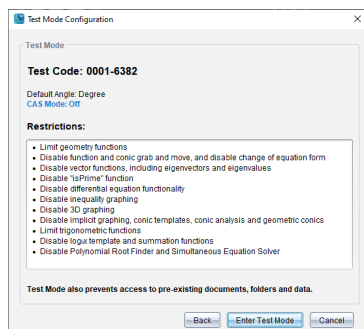 Test Mode Configuration
Test Mode
Test Code: 0001-6382
Default Angle: Degree
CAS Mode: Off
Restrictions:
• Limit geometry functions
• Disable function and conic grab and move, and disable change of equation form
• Disable vector functions, including eigenvectors and eigenvalues
• Disable "isPrime" function
• Disable differential equation functionality
• Disable inequality graphing
• Disable 3D graphing
• Disable implicit graphing, conic templates, conic analysis and geometric conics
• Limit trigonometric functions
• Disable logₐx template and summation functions
• Disable Polynomial Root Finder and Simultaneous Equation Solver
Test Mode also prevents access to pre-existing documents, folders and data.
Back Enter Test Mode Cancel